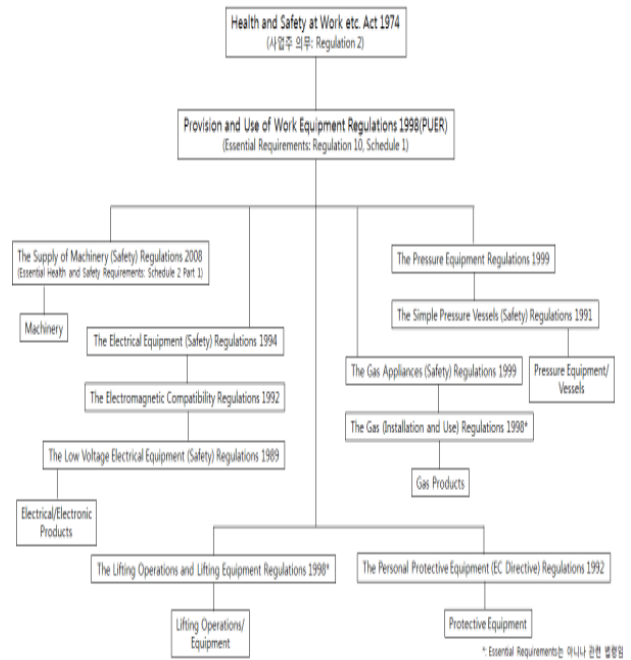 Health and Safety at Work etc. Act 1974
(사업주 의무: Regulation 2)
Provision and Use of Work Equipment Regulations 1998(PUER)
(Essential Requirements: Regulation 10, Schedule 1)
The Supply of Machinery (Safety) Regulations 2008
(Essential Health and Safety Requirements: Schedule 2 Part 1)
Machinery
The Electrical Equipment (Safety) Regulations 1994
The Electromagnetic Compatibility Regulations 1992
The Low Voltage Electrical Equipment (Safety) Regulations 1989
Electrical/Electronic
Products
The Pressure Equipment Regulations 1999
The Simple Pressure Vessels (Safety) Regulations 1991
Pressure Equipment/
Vessels
The Gas Appliances (Safety) Regulations 1999
The Gas (Installation and Use) Regulations 1998*
Gas Products
The Lifting Operations and Lifting Equipment Regulations 1998*
Lifting Operations/
Equipment
The Personal Protective Equipment (EC Directive) Regulations 1992
Protective Equipment
*: Essential Requirements는 아니나 관련 법령임